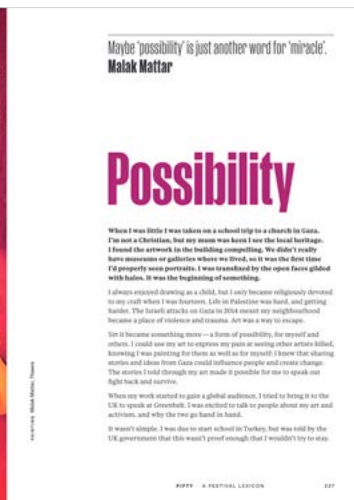 Maybe 'possibility' is just another word for 'miracle'.
Malak Mattar
Possibility
When I was little I was taken on a school trip to a church in Gaza.
I'm not a Christian, but my mum was keen I see the local heritage.
I found the artwork in the building compelling. We didn't really
have museums or galleries where we lived, so it was the first time
I'd properly seen portraits. I was transfixed by the open faces gilded
with halos. It was the beginning of something.
I always enjoyed drawing as a child, but I only became religiously devoted
to my craft when I was fourteen. Life in Palestine was hard, and getting
harder. The Israeli attacks on Gaza in 2014 meant my neighbourhood
became a place of violence and trauma. Art was a way to escape.
Yet it became something more — a form of possibility, for myself and
others. I could use my art to express my pain at seeing other artists killed,
knowing I was painting for them as well as for myself. I knew that sharing
stories and ideas from Gaza could influence people and create change.
The stories I told through my art made it possible for me to speak out
fight back and survive.
When my work started to gain a global audience, I tried to bring it to the
UK to speak at Greenbelt. I was excited to talk to people about my art and
activism, and why the two go hand in hand.
It wasn't simple. I was due to start school in Turkey, but was told by the
UK government that this wasn't proof enough that I wouldn't try to stay.
Malak Mattar,
FIFTY A FESTIVAL LEXICON 227